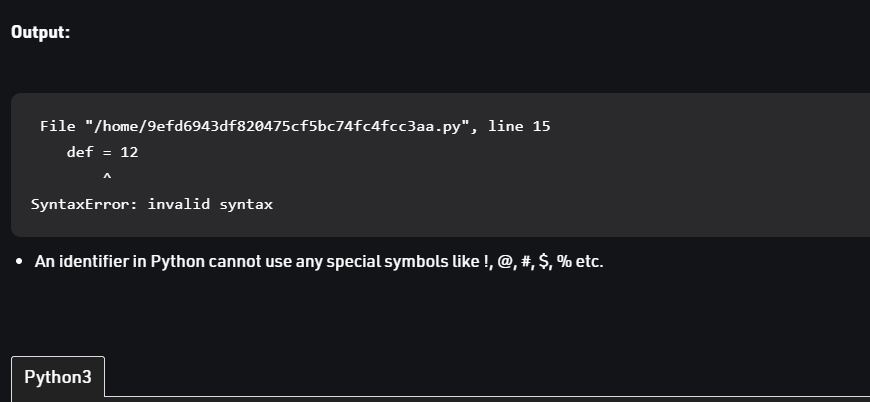 Output:
File "/home/9efd6943df820475cf5bc74fc4fcc3aa.py", line 15
def = 12
^
SyntaxError: invalid syntax
• An identifier in Python cannot use any special symbols like !, @, #, $, % etc.
Python3